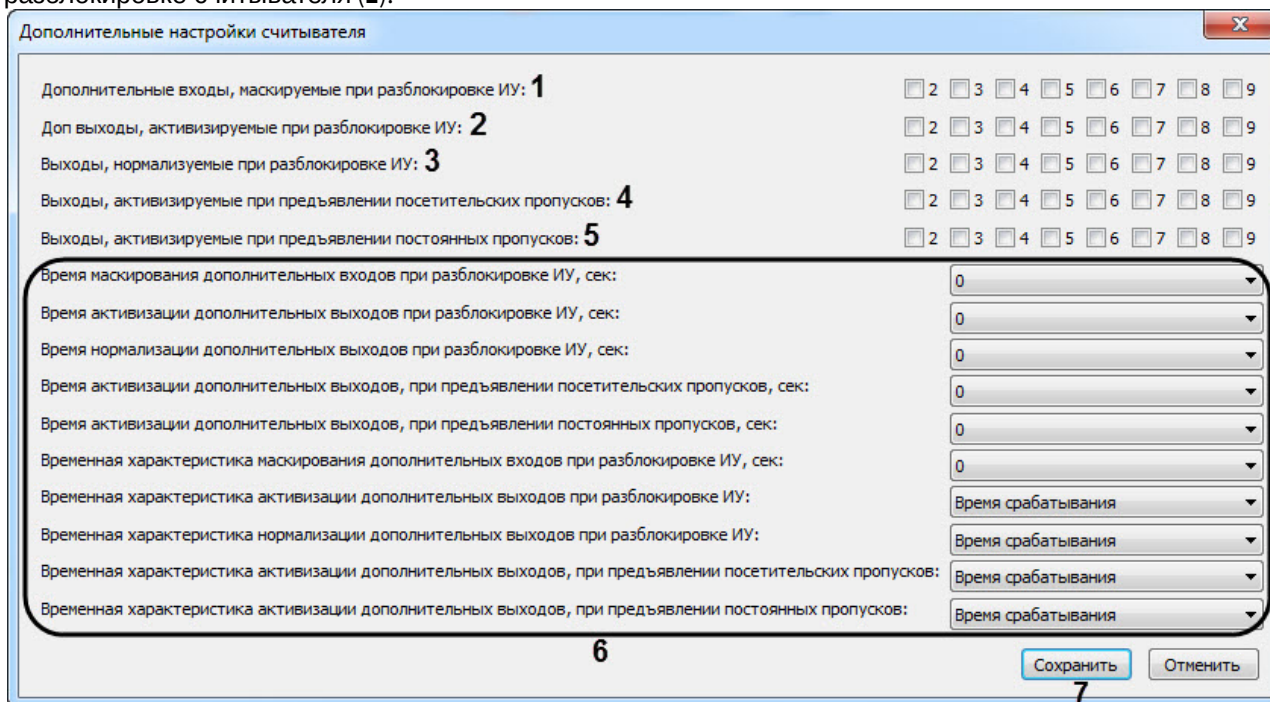 разблокировке считывателя (2).
Дополнительные настройки считывателя
Дополнительные входы, маскируемые при разблокировке ИУ: 1 2 3 4 5 6 7 8 9
Доп выходы, активизируемые при разблокировке ИУ: 2 2 3 4 5 6 7 8 9
Выходы, нормализуемые при разблокировке ИУ: 3 2 3 4 5 6 7 8 9
Выходы, активизируемые при предъявлении посетительских пропусков: 4 2 3 4 5 6 7 8 9
Выходы, активизируемые при предъявлении постоянных пропусков: 5 2 3 4 5 6 7 8 9
Время маскирования дополнительных входов при разблокировке ИУ, сек: 0
Время активизации дополнительных выходов при разблокировке ИУ, сек: 0
Время нормализации дополнительных выходов при разблокировке ИУ, сек: 0
Время активизации дополнительных выходов, при предъявлении посетительских пропусков, сек: 0
Время активизации дополнительных выходов, при предъявлении постоянных пропусков, сек: 0
Временная характеристика маскирования дополнительных входов при разблокировке ИУ, сек: 0
Временная характеристика активизации дополнительных выходов при разблокировке ИУ: Время срабатывания
Временная характеристика нормализации дополнительных выходов при разблокировке ИУ: Время срабатывания
Временная характеристика активизации дополнительных выходов, при предъявлении посетительских пропусков: Время срабатывания
Временная характеристика активизации дополнительных выходов, при предъявлении постоянных пропусков: Время срабатывания
6
Сохранить Отменить
7